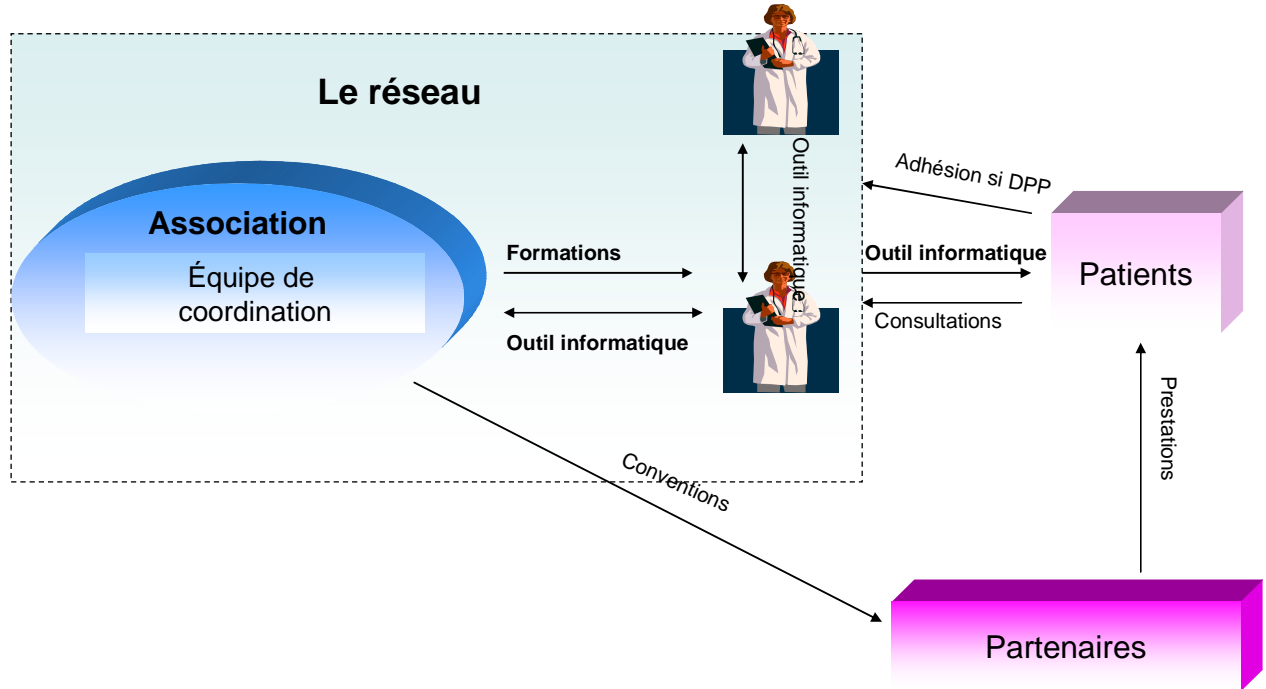 Le réseau
Association
Équipe de
coordination
Formations
Outil informatique
Outil informatique
Adhésion si DPP
Outil informatique
Consultations
Patients
Prestations
Conventions
Partenaires